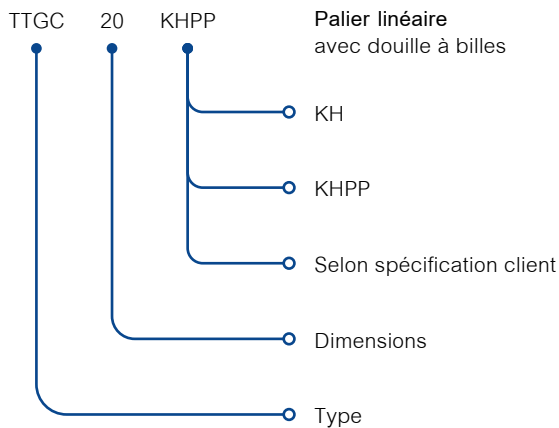 TTGC 20 KHPP Palier linéaire
avec douille à billes
KH
KHPP
Selon spécification client
Dimensions
Type